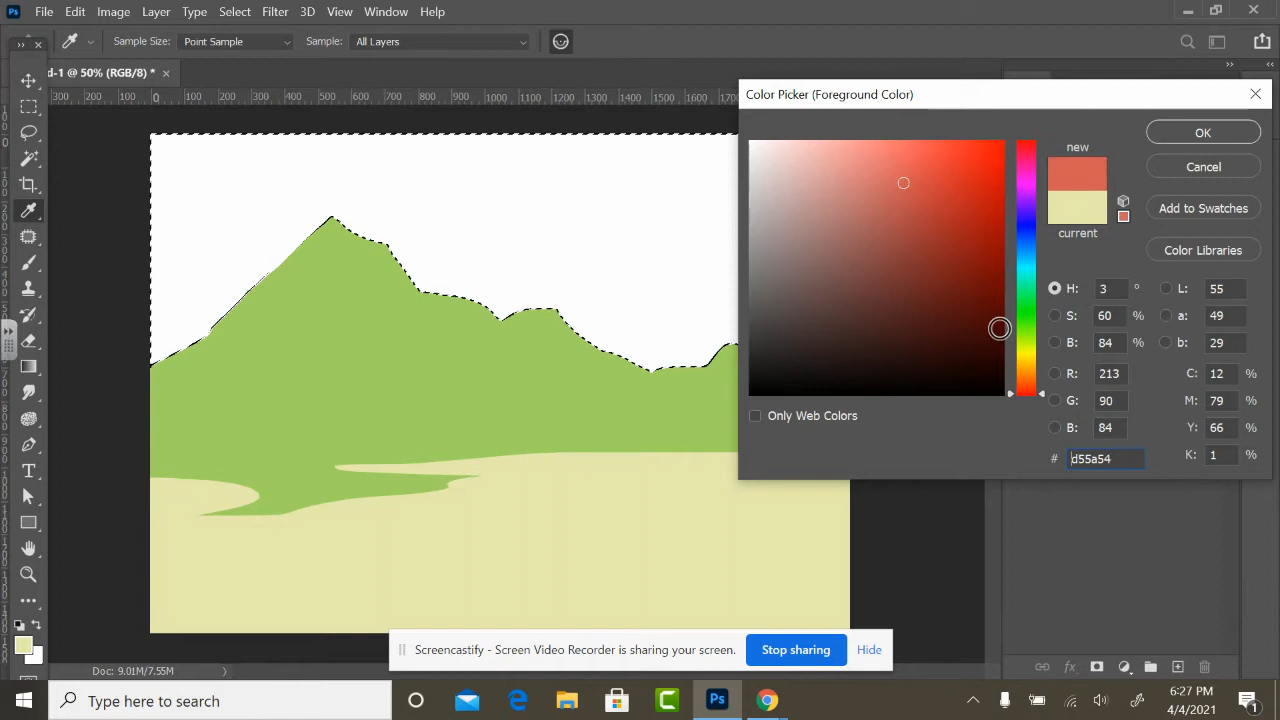 Ps File Edit Image Layer Type Select Filter 3D View Window Help
Sample Size: Point Sample Sample: All Layers
d-1 @ 50% (RGB/8) * ×
300 200 100 0 100 200 300 400 500 600 700 800 900 1000 1100 1200 1300 1400 1500 1600 1700
Color Picker (Foreground Color)
OK
new
Cancel
Add to Swatches
current
Color Libraries
H: 3 ° L: 55
S: 60 % a: 49
B: 84 % b: 29
R: 213 C: 12 %
G: 90 M: 79 %
B: 84 Y: 66 %
Only Web Colors
# d55a54 K: 1 %
Screencastify - Screen Video Recorder is sharing your screen. Stop sharing Hide
Doc: 9.01M/7.55M
Type here to search
6:27 PM
4/4/2021
1